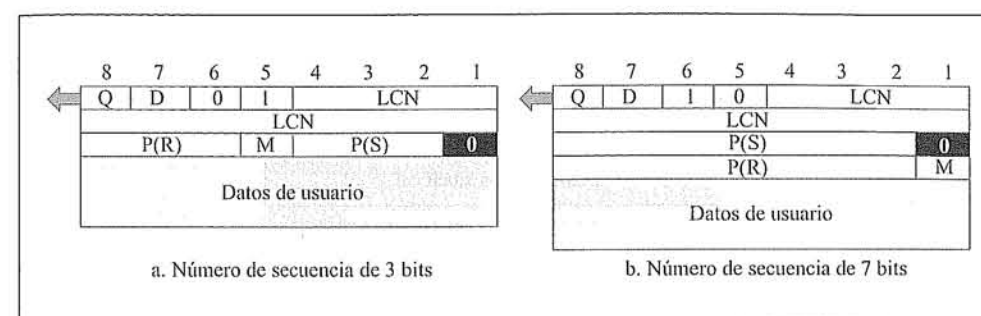 8 7 6 5 4 3 2 1
Q D 0 1 LCN
LCN
P(R) M P(S) 0
Datos de usuario
a. Número de secuencia de 3 bits
8 7 6 5 4 3 2 1
Q D 1 0 LCN
LCN
P(S) 0
P(R) M
Datos de usuario
b. Número de secuencia de 7 bits